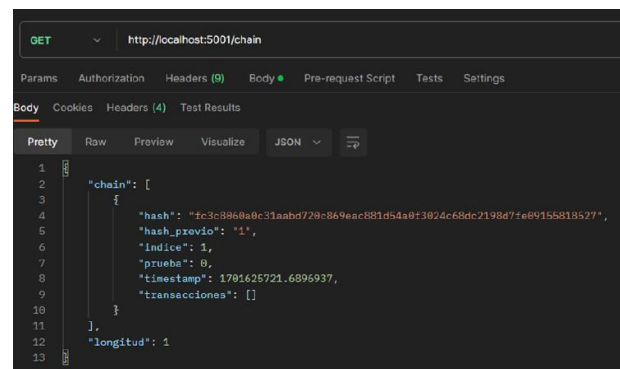 GET http://localhost:5001/chain
Params Authorization Headers (9) Body Pre-request Script Tests Settings
Body Cookies Headers (4) Test Results
Pretty Raw Preview Visualize JSON
1 {
2 "chain": [
3 {
4 "hash": "fc3c8060a0c31aabd720c869eac881d54a0f3024c68dc2198d7fe09155818527",
5 "hash_previo": "1",
6 "indice": 1,
7 "prueba": 0,
8 "timestamp": 1701625721.6896937,
9 "transacciones": []
10 }
11 ],
12 "longitud": 1
13 }